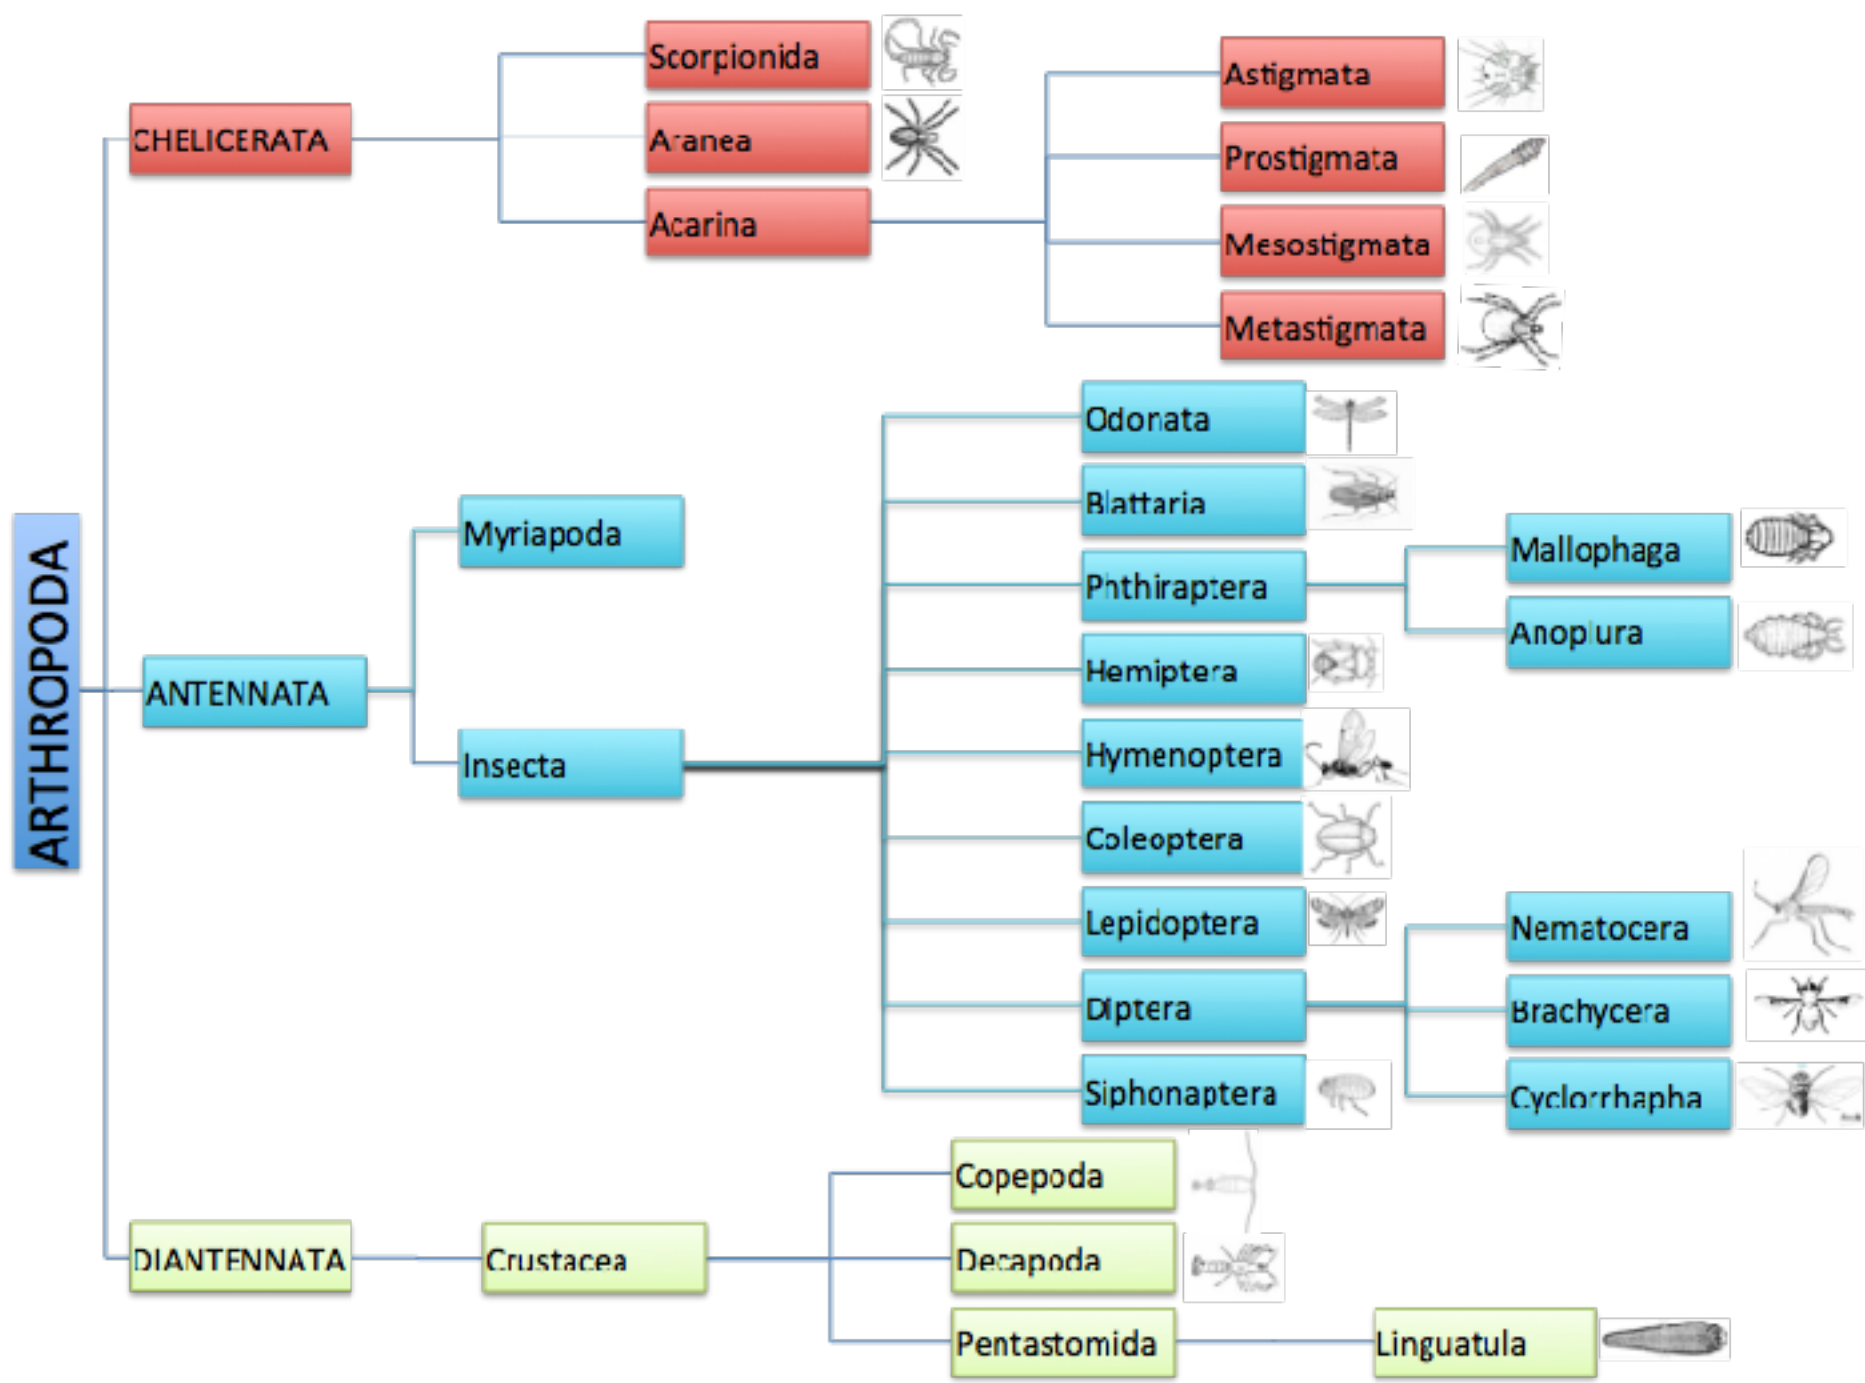 ARTHROPODA
CHELICERATA
Scorpionida
Aranea
Acarina
Astigmata
Prostigmata
Mesostigmata
Metastigmata
ANTENNATA
Myriapoda
Insecta
Odonata
Blattaria
Phthiraptera
Mallophaga
Anoplura
Hemiptera
Hymenoptera
Coleoptera
Lepidoptera
Diptera
Nematocera
Brachycera
Cyclorrhapha
Siphonaptera
DIANTENNATA
Crustacea
Copepoda
Decapoda
Pentastomida
Linguatula